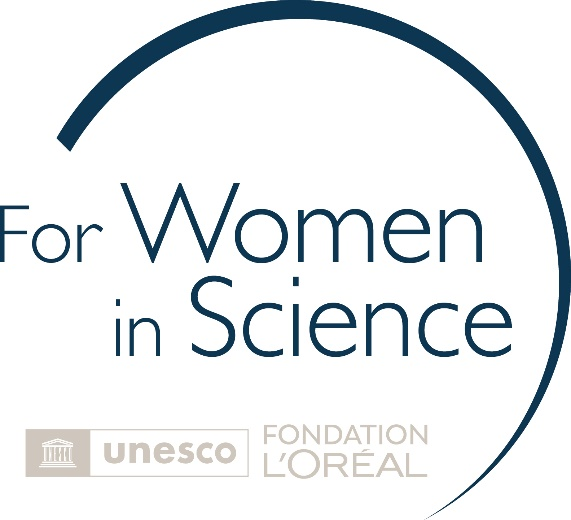 For Women
in Science
unesco
FONDATION
L'ORÉAL